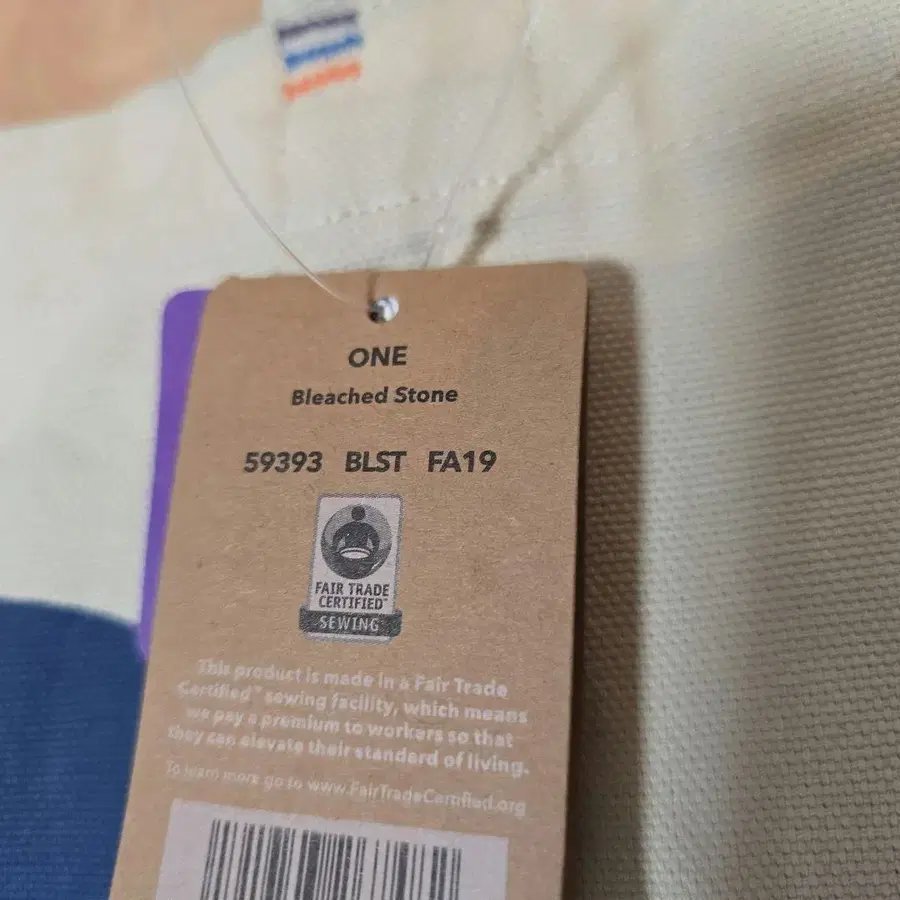 ONE
Bleached Stone
59393 BLST FA19
FAIR TRADE
CERTIFIED™
SEWING
This product is made in a Fair Trade
Certified™ sewing facility, which means
we pay a premium to workers so that
they can elevate their standard of living.
To learn more go to www.FairTradeCertified.org